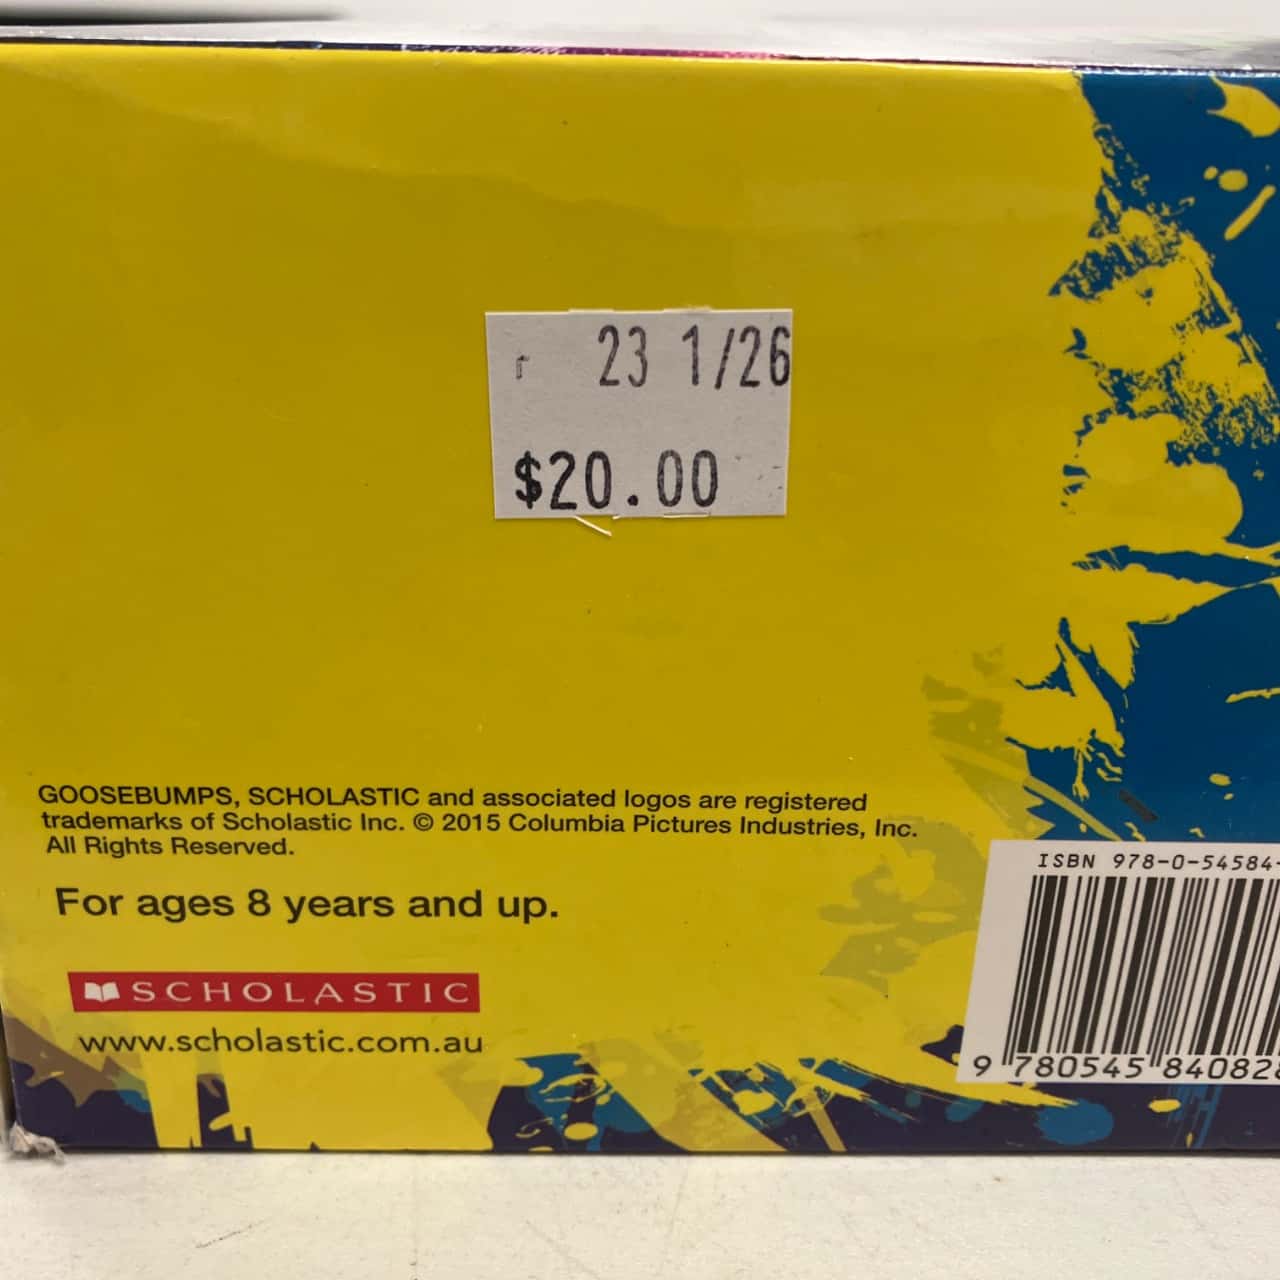 r 23 1/26
$20.00
GOOSEBUMPS, SCHOLASTIC and associated logos are registered
trademarks of Scholastic Inc. © 2015 Columbia Pictures Industries, Inc.
All Rights Reserved.
For ages 8 years and up.
SCHOLASTIC
www.scholastic.com.au
ISBN 978-0-54584-
9 780545 84082